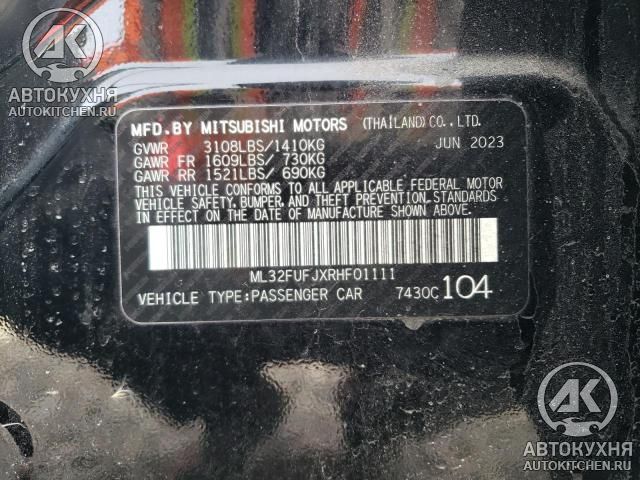 АВТОКУХНЯ
AUTOKITCHEN.RU
MFD.BY MITSUBISHI MOTORS (THAILAND) CO., LTD.
GVWR 3108LBS/1410KG JUN 2023
GAWR FR 1609LBS/ 730KG
GAWR RR 1521LBS/ 690KG
THIS VEHICLE CONFORMS TO ALL APPLICABLE FEDERAL MOTOR
VEHICLE SAFETY, BUMPER, AND THEFT PREVENTION STANDARDS
IN EFFECT ON THE DATE OF MANUFACTURE SHOWN ABOVE.
ML32FUFJXRHF01111
VEHICLE TYPE:PASSENGER CAR 7430C 104
АК
АВТОКУХНЯ
AUTOKITCHEN.RU